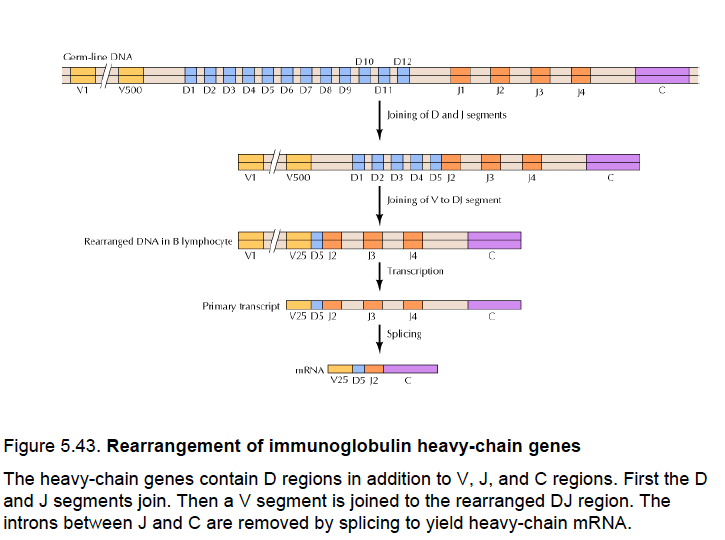 Germ-line DNA
D10 D12
V1 V500 D1 D2 D3 D4 D5 D6 D7 D8 D9 D11 J1 J2 J3 J4 C
Joining of D and J segments
V1 V500 D1 D2 D3 D4 D5 J2 J3 J4 C
Joining of V to DJ segment
Rearranged DNA in B lymphocyte
V1 V25 D5 J2 J3 J4 C
Transcription
Primary transcript
V25 D5 J2 J3 J4 C
Splicing
mRNA
V25 D5 J2 C
Figure 5.43. Rearrangement of immunoglobulin heavy-chain genes
The heavy-chain genes contain D regions in addition to V, J, and C regions. First the D
and J segments join. Then a V segment is joined to the rearranged DJ region. The
introns between J and C are removed by splicing to yield heavy-chain mRNA.